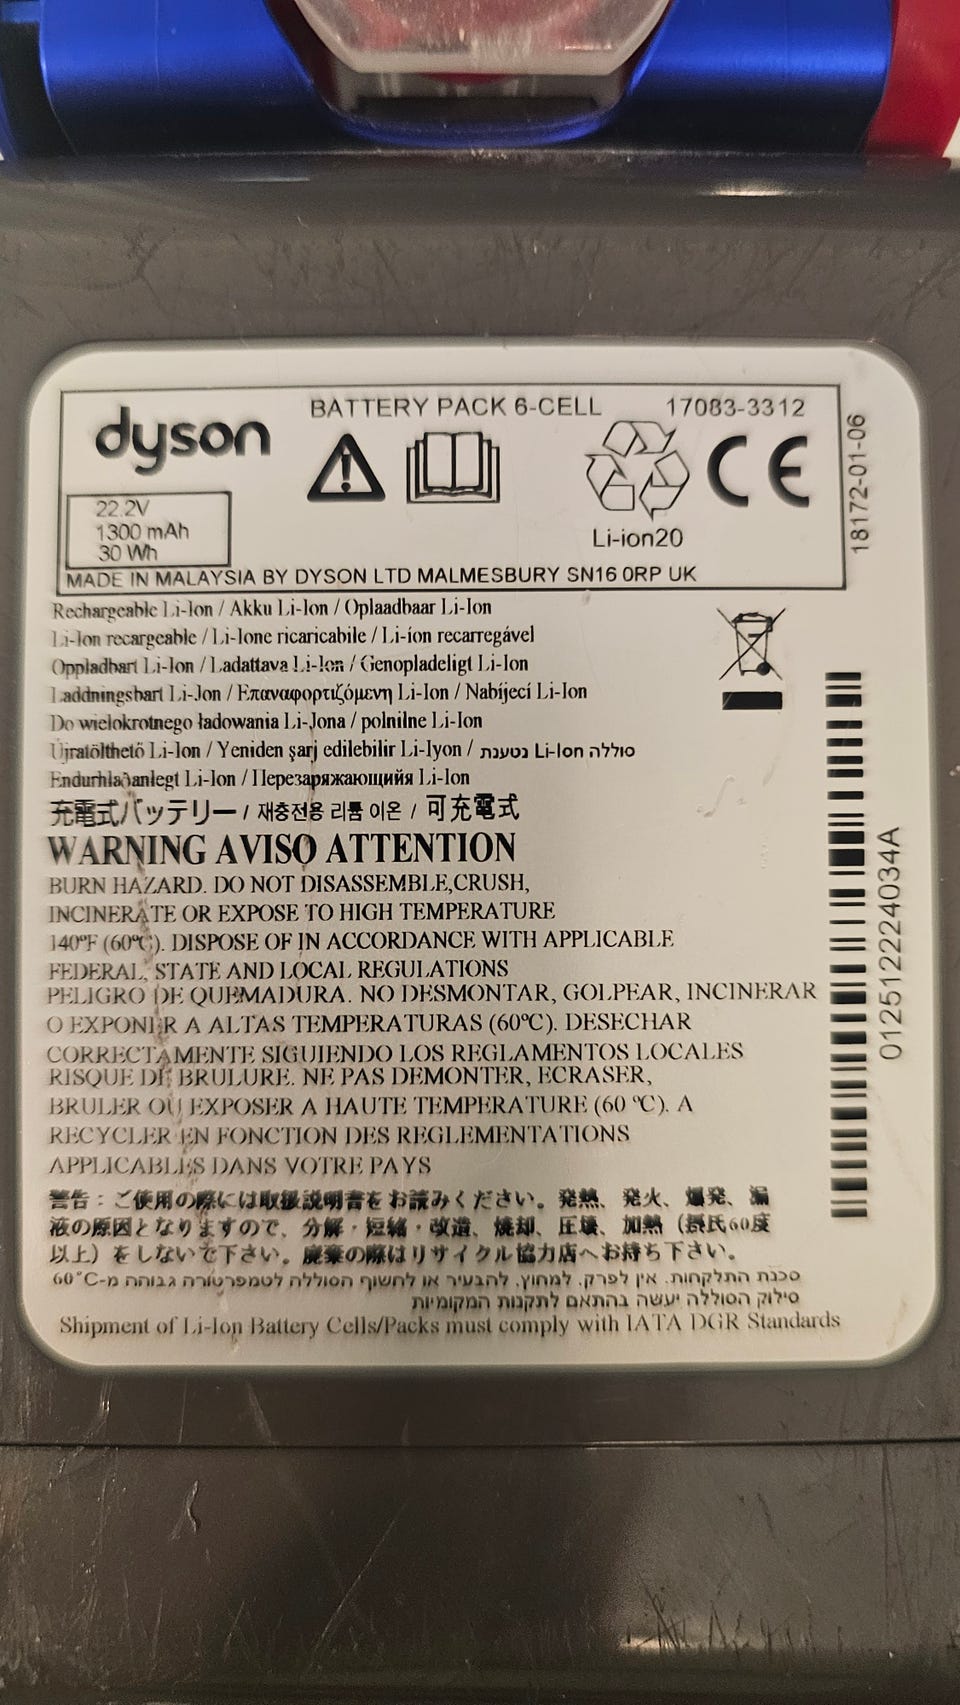 dyson
BATTERY PACK 6-CELL
17083-3312
22.2V
1300 mAh
30 Wh
Li-ion20
CE
18172-01-06
MADE IN MALAYSIA BY DYSON LTD MALMESBURY SN16 0RP UK
Rechargeable Li-Ion / Akku Li-Ion / Oplaadbaar Li-Ion
Li-Ion recargeable / Li-Ione ricaricabile / Li-íon recarregável
Oppladbart Li-Ion / Ladattava Li-Ion / Genopladeligt Li-Ion
Laddningsbart Li-Jon / Επαναφορτιζόμενη Li-Ion / Nabíjecí Li-Ion
Do wielokrotnego ładowania Li-Jona / polnilne Li-Ion
Újratölthető Li-Ion / Yeniden şarj edilebilir Li-Iyon / סוללה Li-Ion נטענת
Endurhlaðanlegt Li-Ion / Перезаряжающийя Li-Ion
充電式バッテリー / 재충전용 리튬 이온 / 可充電式
WARNING AVISO ATTENTION
BURN HAZARD. DO NOT DISASSEMBLE,CRUSH,
INCINERATE OR EXPOSE TO HIGH TEMPERATURE
140ºF (60ºC). DISPOSE OF IN ACCORDANCE WITH APPLICABLE
FEDERAL, STATE AND LOCAL REGULATIONS
PELIGRO DE QUEMADURA. NO DESMONTAR, GOLPEAR, INCINERAR
O EXPONER A ALTAS TEMPERATURAS (60ºC). DESECHAR
CORRECTAMENTE SIGUIENDO LOS REGLAMENTOS LOCALES
RISQUE DE BRULURE. NE PAS DEMONTER, ECRASER,
BRULER OU EXPOSER A HAUTE TEMPERATURE (60 ºC). A
RECYCLER EN FONCTION DES REGLEMENTATIONS
APPLICABLES DANS VOTRE PAYS
警告：ご使用の際には取扱説明書をお読みください。発熱、発火、爆発、漏
液の原因となりますので、分解・短絡・改造、焼却、圧壊、加熱（摂氏60度
以上）をしないで下さい。廃棄の際はリサイクル協力店へお持ち下さい。
סכנת התלקחות. אין לפרק, למחוץ, להבעיר או לחשוף הסוללה לטמפרטורה גבוהה מ-60°C
סילוק הסוללה יעשה בהתאם לתקנות המקומיות
Shipment of Li-Ion Battery Cells/Packs must comply with IATA DGR Standards
012512224034A